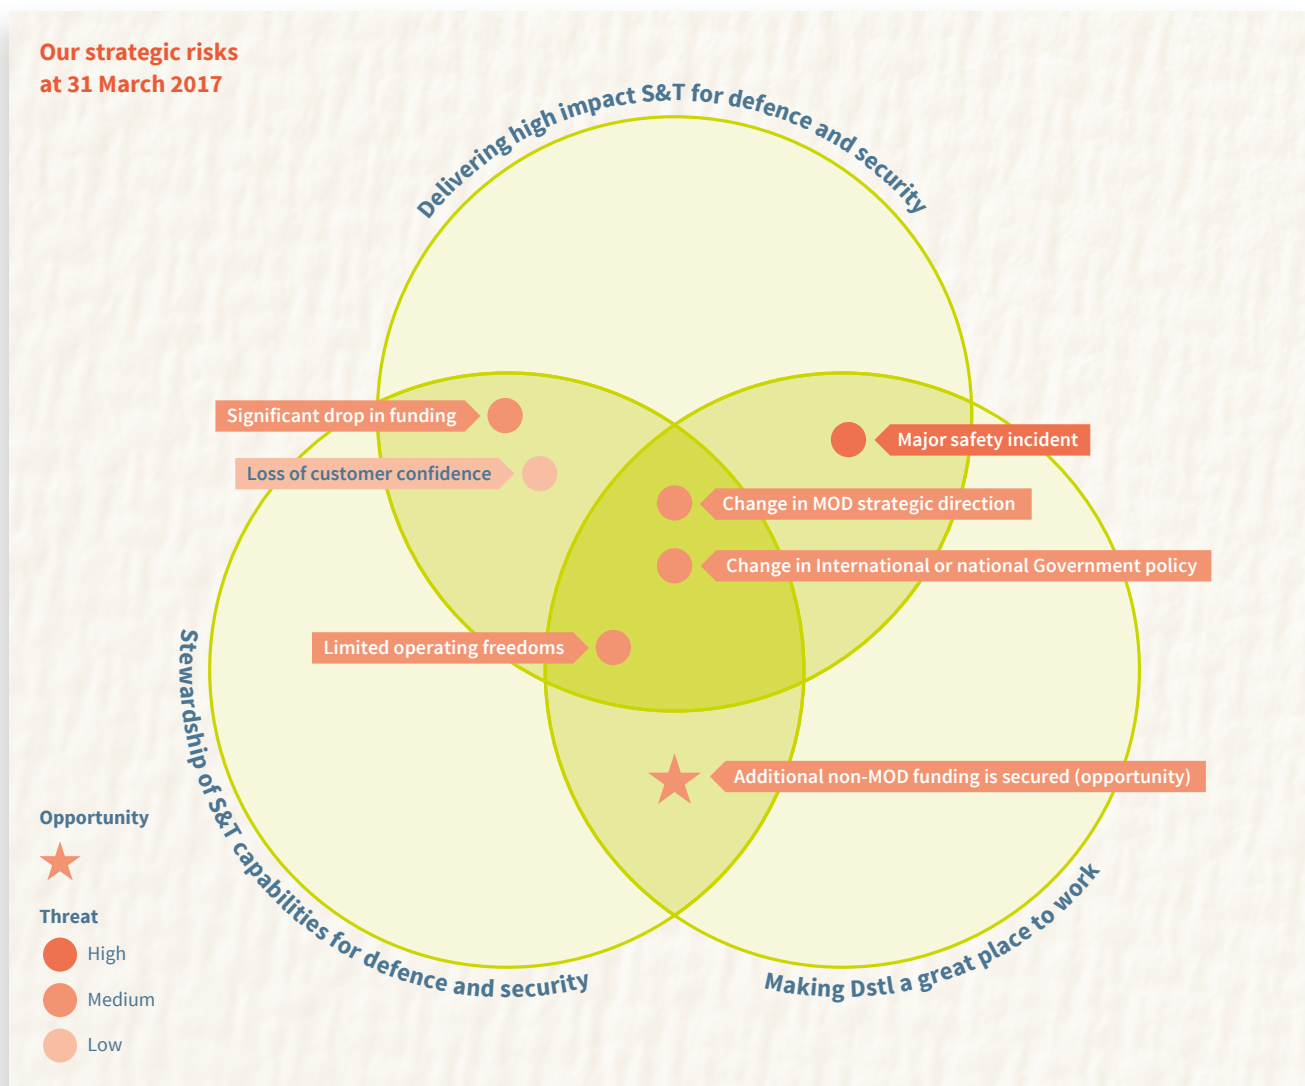 Our strategic risks
at 31 March 2017
Delivering high impact S&T for defence and security
Significant drop in funding
Major safety incident
Loss of customer confidence
Change in MOD strategic direction
Change in International or national Government policy
Limited operating freedoms
Additional non-MOD funding is secured (opportunity)
Stewardship of S&T capabilities for defence and security
Making Dstl a great place to work
Opportunity
Threat
High
Medium
Low